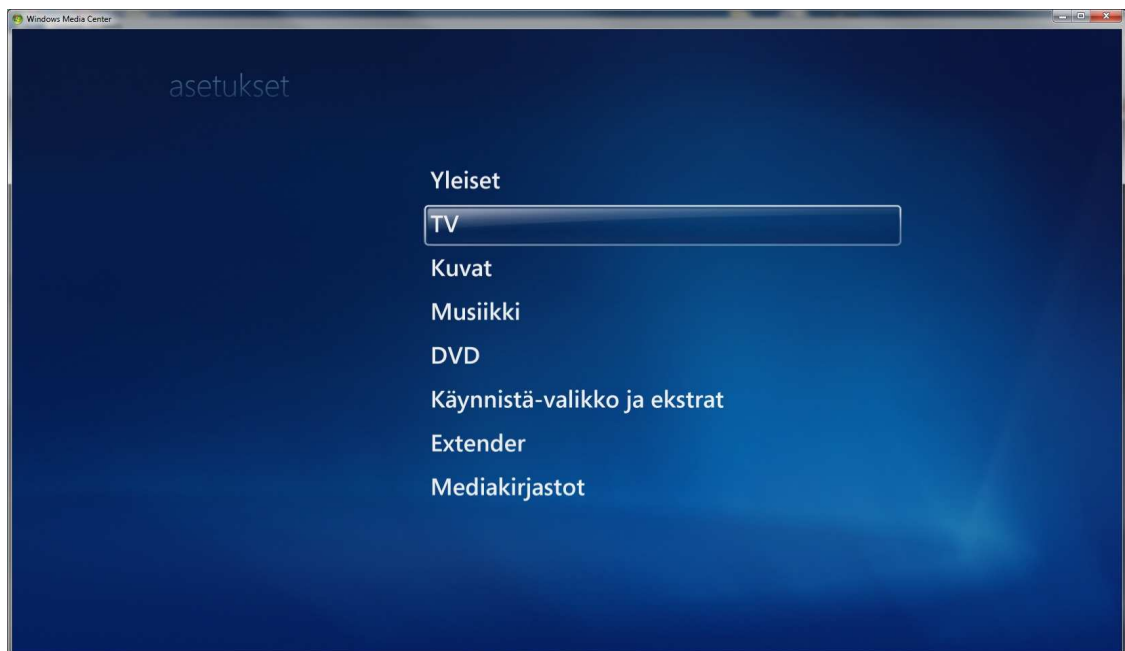 Windows Media Center
asetukset
Yleiset
TV
Kuvat
Musiikki
DVD
Käynnistä-valikko ja ekstrat
Extender
Mediakirjastot